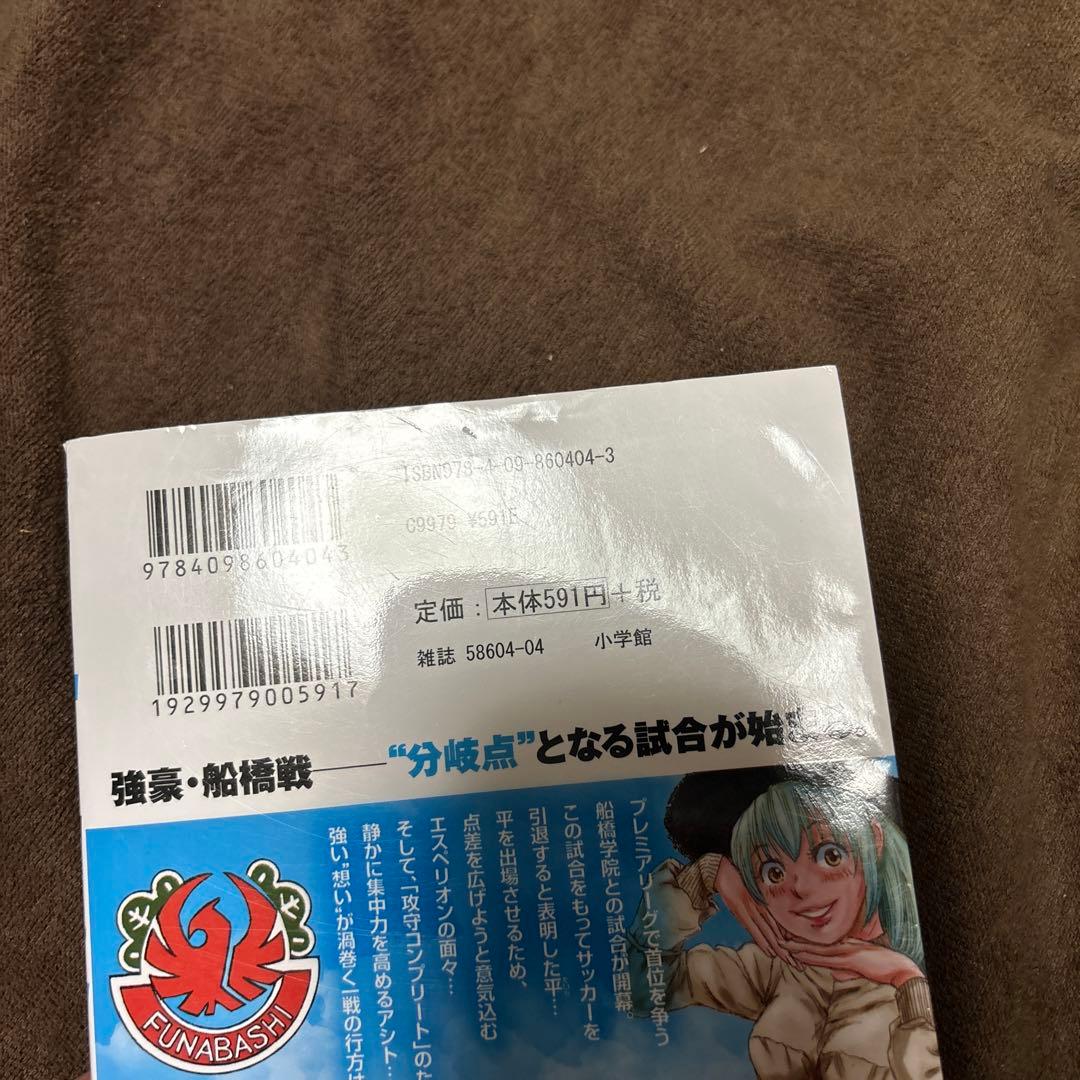 ISBN978-4-09-860404-3
C9979 ¥591E
9784098604043
定価：本体591円＋税
雑誌 58604-04 小学館
1929979005917
強豪・船橋戦――“分岐点”となる試合が始
プレミアリーグで首位を争う
船橋学院との試合が開幕。
この試合をもってサッカーを
引退すると表明した平…
平を出場させるため、
点差を広げようと意気込む
エスペリオンの面々…
そして、「攻守コンプリート」のた
静かに集中力を高めるアシト…
強い“想い”が渦巻く一戦の行方は
FUNABASHI